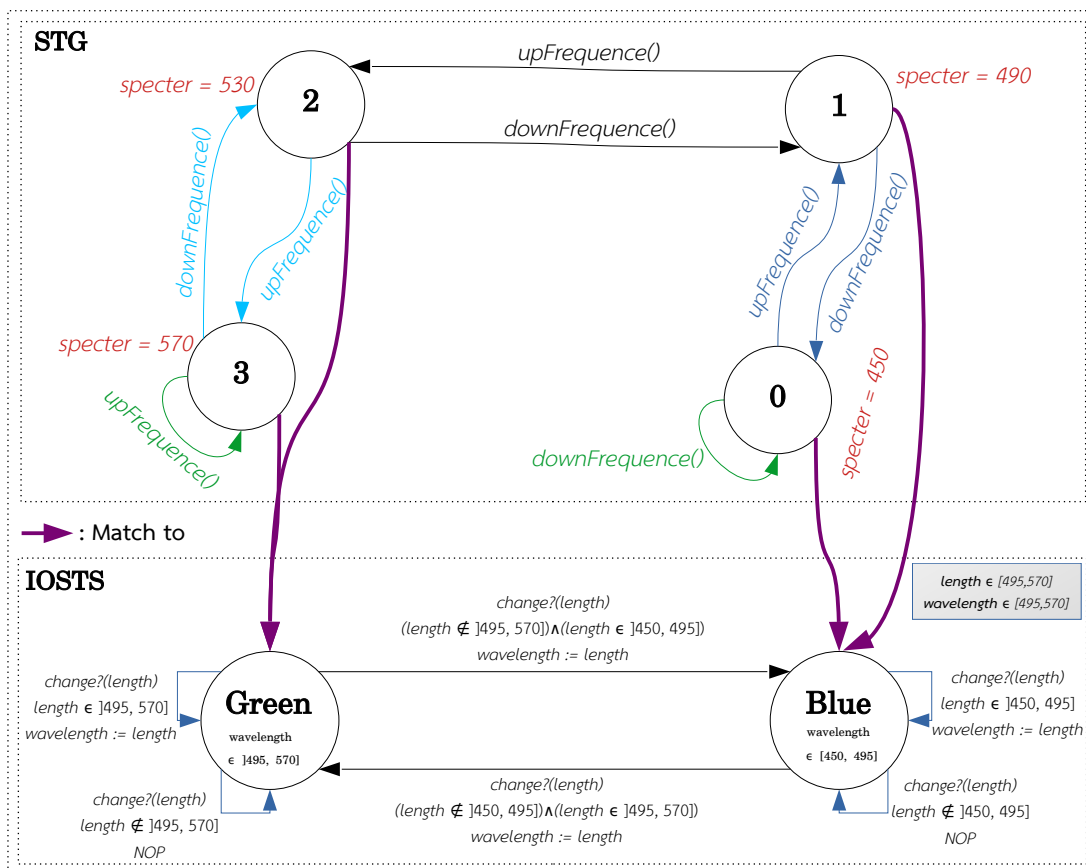 STG
upFrequence()
specter = 530
2
1
specter = 490
downFrequence()
downFrequence()
upFrequence()
upFrequence()
downFrequence()
specter = 570
3
0
specter = 450
upFrequence()
downFrequence()
: Match to
IOSTS
length ϵ [495,570]
wavelength ϵ [495,570]
change?(length)
(length ∉ ]495, 570])∧(length ϵ ]450, 495])
wavelength := length
change?(length)
length ϵ ]495, 570]
wavelength := length
Green
wavelength
ϵ ]495, 570]
Blue
wavelength
ϵ [450, 495]
change?(length)
length ϵ ]450, 495]
wavelength := length
change?(length)
length ∉ ]495, 570]
NOP
change?(length)
(length ∉ ]450, 495])∧(length ϵ ]495, 570])
wavelength := length
change?(length)
length ∉ ]450, 495]
NOP